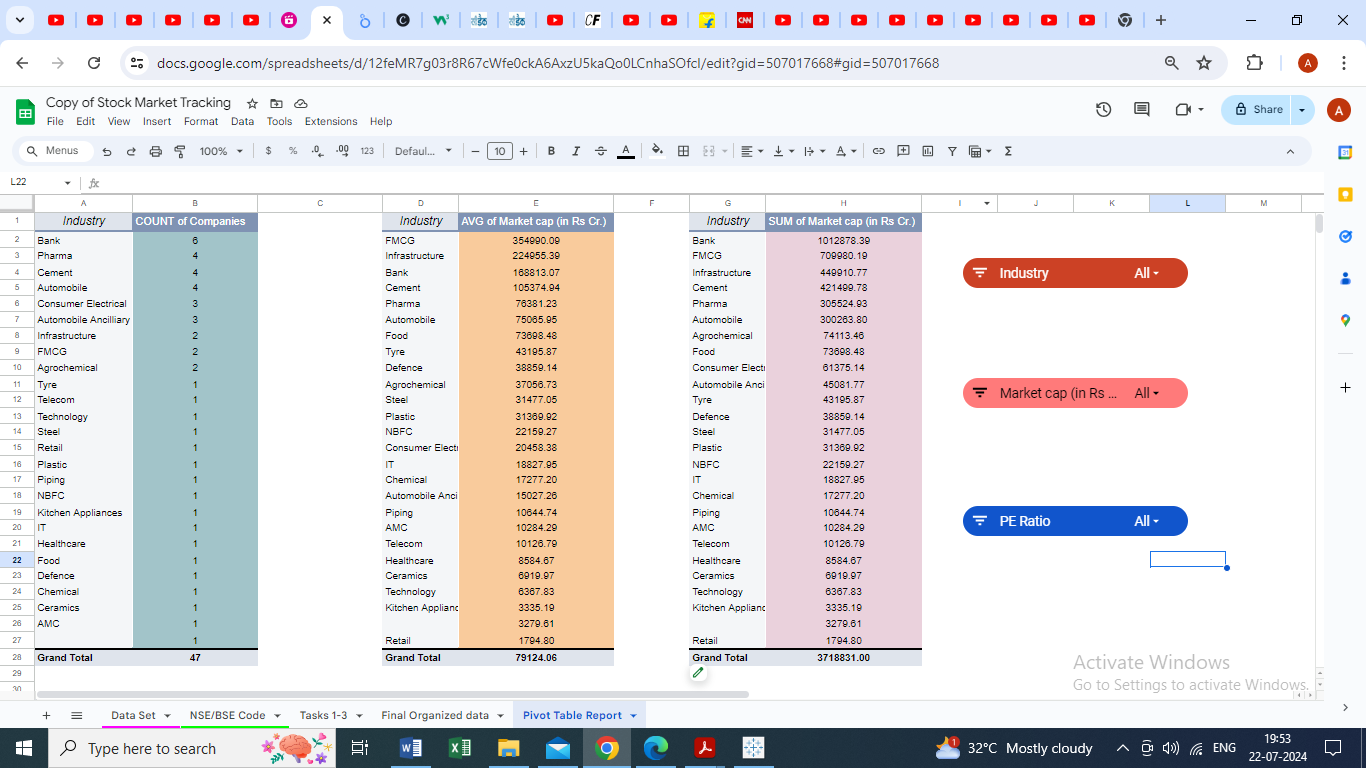 docs.google.com/spreadsheets/d/12feMR7g03r8R67cWfe0ckA6AxzU5kaQo0LCnhaSOfcI/edit?gid=507017668#gid=507017668
A
Copy of Stock Market Tracking
File Edit View Insert Format Data Tools Extensions Help
Share
A
Menus 100% $ % .0 .00 123 Defaul... 10 B I S A
L22 fx
A B C D E F G H I J K L M
1 Industry COUNT of Companies Industry AVG of Market cap (in Rs Cr.) Industry SUM of Market cap (in Rs Cr.)
2 Bank 6 FMCG 354990.09 Bank 1012878.39
3 Pharma 4 Infrastructure 224955.39 FMCG 709980.19
4 Cement 4 Bank 168813.07 Infrastructure 449910.77
5 Automobile 4 Cement 105374.94 Cement 421499.78
6 Consumer Electrical 3 Pharma 76381.23 Pharma 305524.93
7 Automobile Ancilliary 3 Automobile 75065.95 Automobile 300263.80
8 Infrastructure 2 Food 73698.48 Agrochemical 74113.46
9 FMCG 2 Tyre 43195.87 Food 73698.48
10 Agrochemical 2 Defence 38859.14 Consumer Electr 61375.14
11 Tyre 1 Agrochemical 37056.73 Automobile Anci 45081.77
12 Telecom 1 Steel 31477.05 Tyre 43195.87
13 Technology 1 Plastic 31369.92 Defence 38859.14
14 Steel 1 NBFC 22159.27 Steel 31477.05
15 Retail 1 Consumer Electr 20458.38 Plastic 31369.92
16 Plastic 1 IT 18827.95 NBFC 22159.27
17 Piping 1 Chemical 17277.20 IT 18827.95
18 NBFC 1 Automobile Anci 15027.26 Chemical 17277.20
19 Kitchen Appliances 1 Piping 10644.74 Piping 10644.74
20 IT 1 AMC 10284.29 AMC 10284.29
21 Healthcare 1 Telecom 10126.79 Telecom 10126.79
22 Food 1 Healthcare 8584.67 Healthcare 8584.67
23 Defence 1 Ceramics 6919.97 Ceramics 6919.97
24 Chemical 1 Technology 6367.83 Technology 6367.83
25 Ceramics 1 Kitchen Applianc 3335.19 Kitchen Applianc 3335.19
26 AMC 1 3279.61 3279.61
27 1 Retail 1794.80 Retail 1794.80
28 Grand Total 47 Grand Total 79124.06 Grand Total 3718831.00
29
30
Industry All
Market cap (in Rs ... All
PE Ratio All
Activate Windows
Go to Settings to activate Windows.
Data Set NSE/BSE Code Tasks 1-3 Final Organized data Pivot Table Report
Type here to search
32°C Mostly cloudy ENG 19:53
22-07-2024